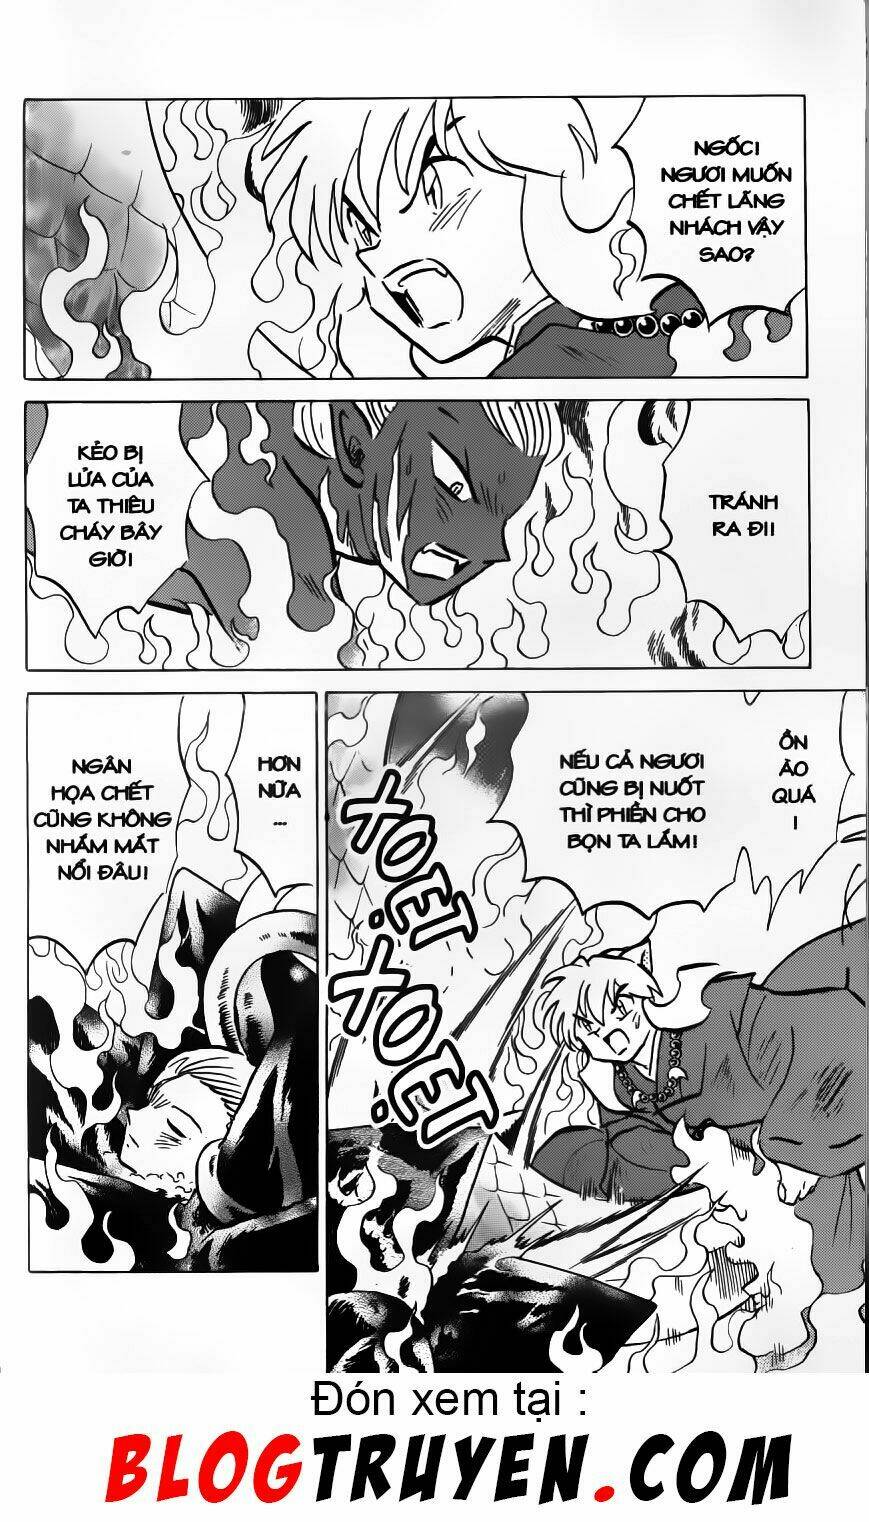 NGỐC!
NGƯƠI MUỐN
CHẾT LÃNG
NHÁCH VẬY
SAO?
TRÁNH
RA ĐI!
KẺO BỊ
LỬA CỦA
TA THIÊU
CHÁY BÂY
GIỜ!
ỒN
ÀO
QUÁ
!
NẾU CẢ NGƯƠI
CŨNG BỊ NUỐT
THÌ PHIỀN CHO
BỌN TA LẮM!
XOẸT
XOẸT
HƠN
NỮA
...
NGÂN
HỌA CHẾT
CŨNG KHÔNG
NHẮM MẮT
NỔI ĐÂU!
Đón xem tại :
BLOGTRUYEN.COM